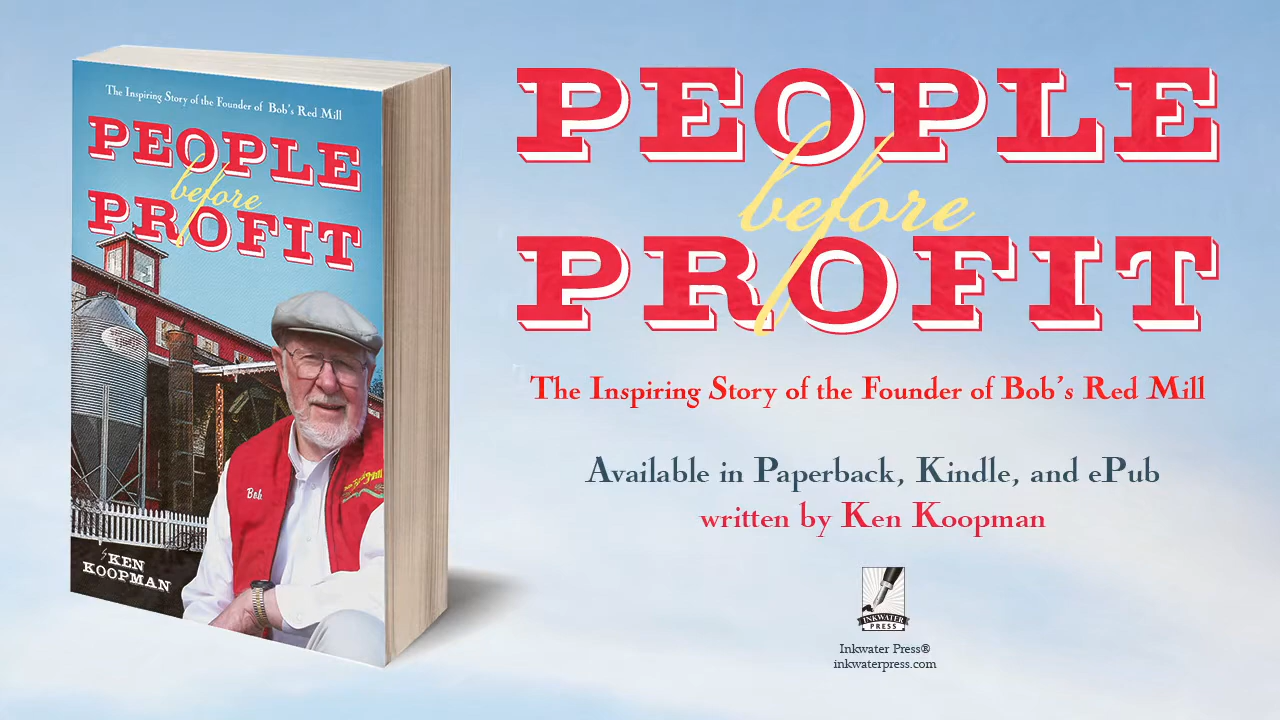 The Inspiring Story of the Founder of Bob's Red Mill
PEOPLE
before
PROFIT
Bob
by KEN
KOOPMAN
PEOPLE
before
PROFIT
The Inspiring Story of the Founder of Bob's Red Mill
Available in Paperback, Kindle, and ePub
written by Ken Koopman
INKWATER
PRESS
Inkwater Press®
inkwaterpress.com